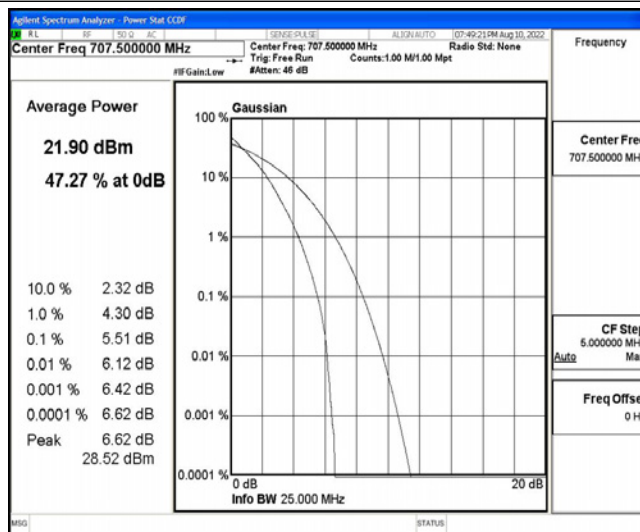 Agilent Spectrum Analyzer - Power Stat CCDF
RL RF 50 Ω AC SENSE:PULSE ALIGN AUTO 07:49:21 PM Aug 10, 2022
Center Freq 707.500000 MHz
Center Freq: 707.500000 MHz Radio Std: None
Trig: Free Run Counts:1.00 M/1.00 Mpt
#IFGain:Low #Atten: 46 dB
Frequency
Average Power
21.90 dBm
47.27 % at 0dB
10.0 % 2.32 dB
1.0 % 4.30 dB
0.1 % 5.51 dB
0.01 % 6.12 dB
0.001 % 6.42 dB
0.0001 % 6.62 dB
Peak 6.62 dB
28.52 dBm
Gaussian
100 %
10 %
1 %
0.1 %
0.01 %
0.001 %
0.0001 %
0 dB 20 dB
Info BW 25.000 MHz
Center Fre
707.500000 MH
CF Ste
5.000000 MH
Auto Ma
Freq Offse
0 H
MSG STATUS